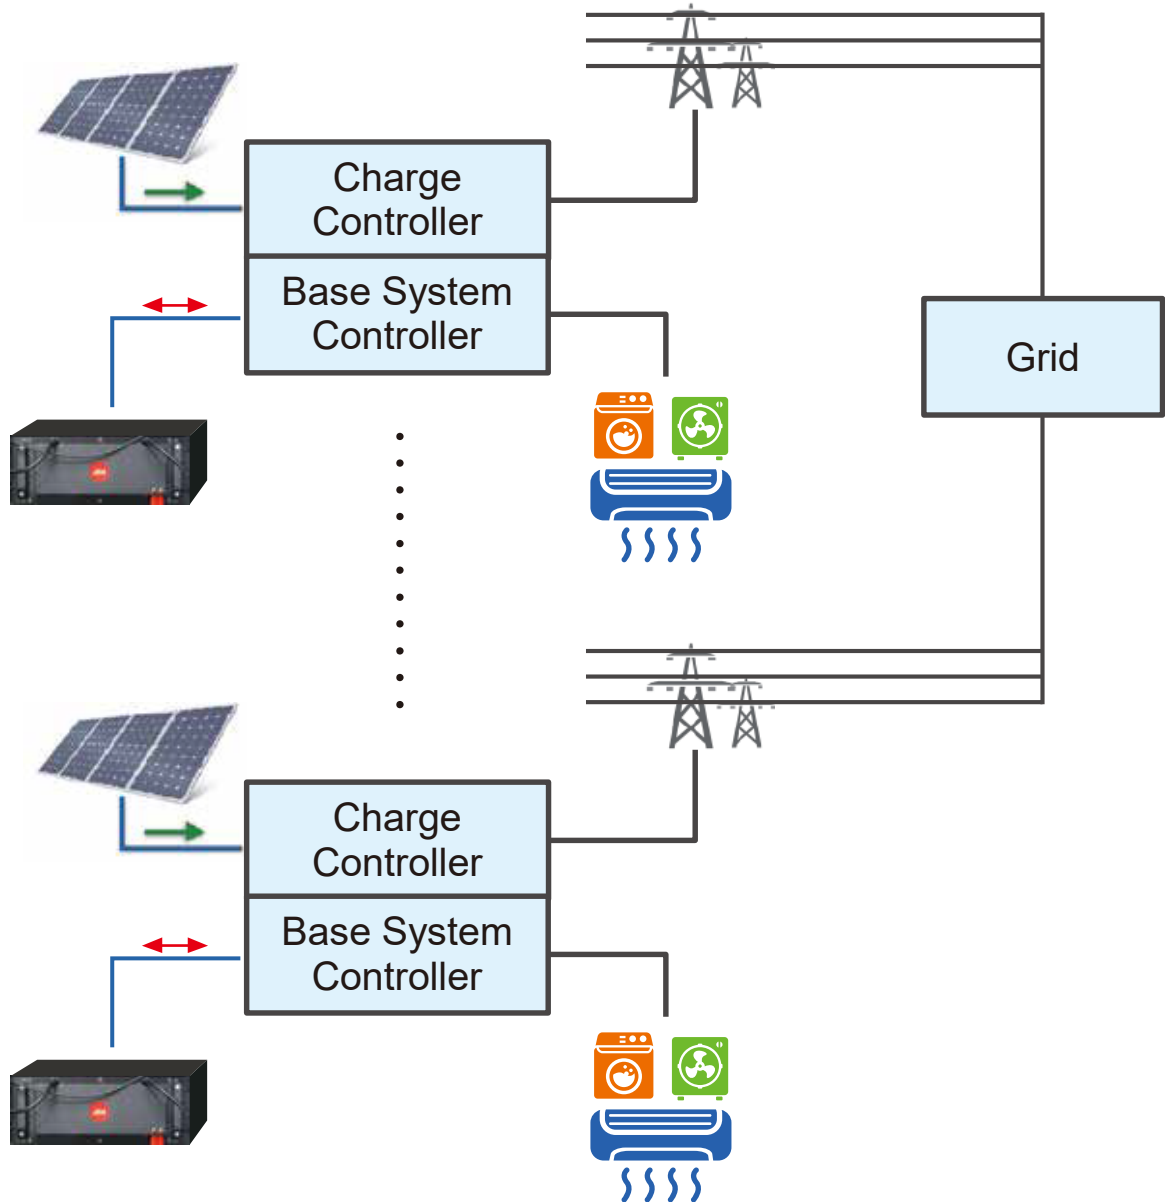 Charge
Controller
Base System
Controller
Grid
Charge
Controller
Base System
Controller